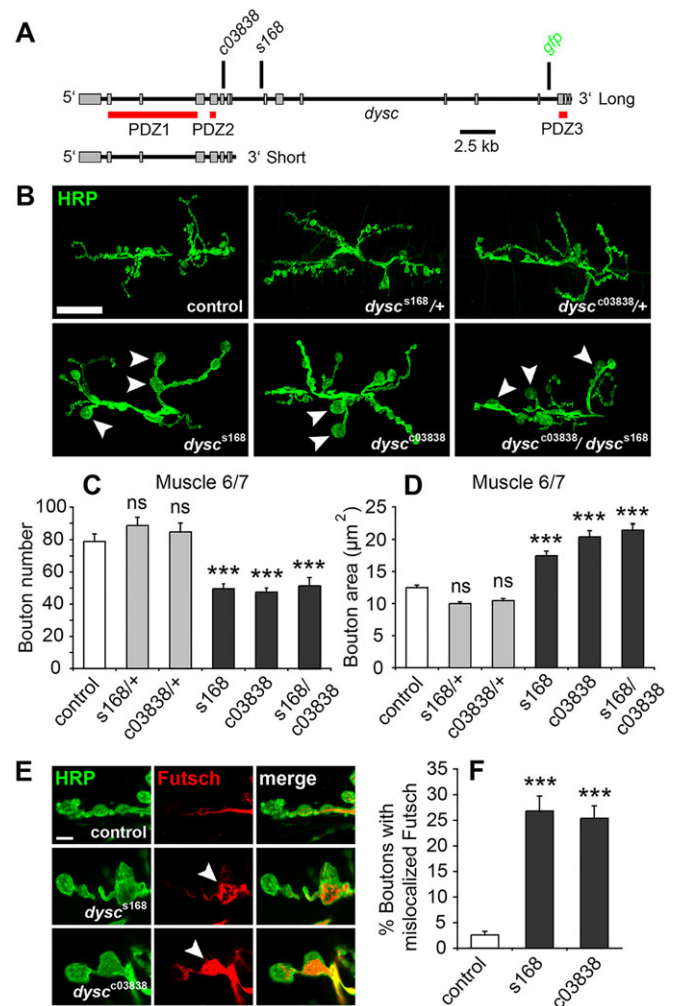 A
c03838
s168
gfp
5‘ 3‘ Long
PDZ1 PDZ2 dysc 2.5 kb PDZ3
5‘ 3‘ Short
B
HRP
control
dysc s168/+
dysc c03838/+
dysc s168
dysc c03838
dysc c03838/ dysc s168
C Muscle 6/7
Bouton number
100
80
60
40
20
0
ns
ns
***
***
***
control
s168/+
c03838/+
s168
c03838
s168/
c03838
D Muscle 6/7
Bouton area (µm²)
25
20
15
10
5
0
ns
ns
***
***
***
control
s168/+
c03838/+
s168
c03838
s168/
c03838
E
HRP Futsch merge
control
dysc s168
dysc c03838
F
% Boutons with
mislocalized Futsch
35
30
25
20
15
10
5
0
***
***
control
s168
c03838